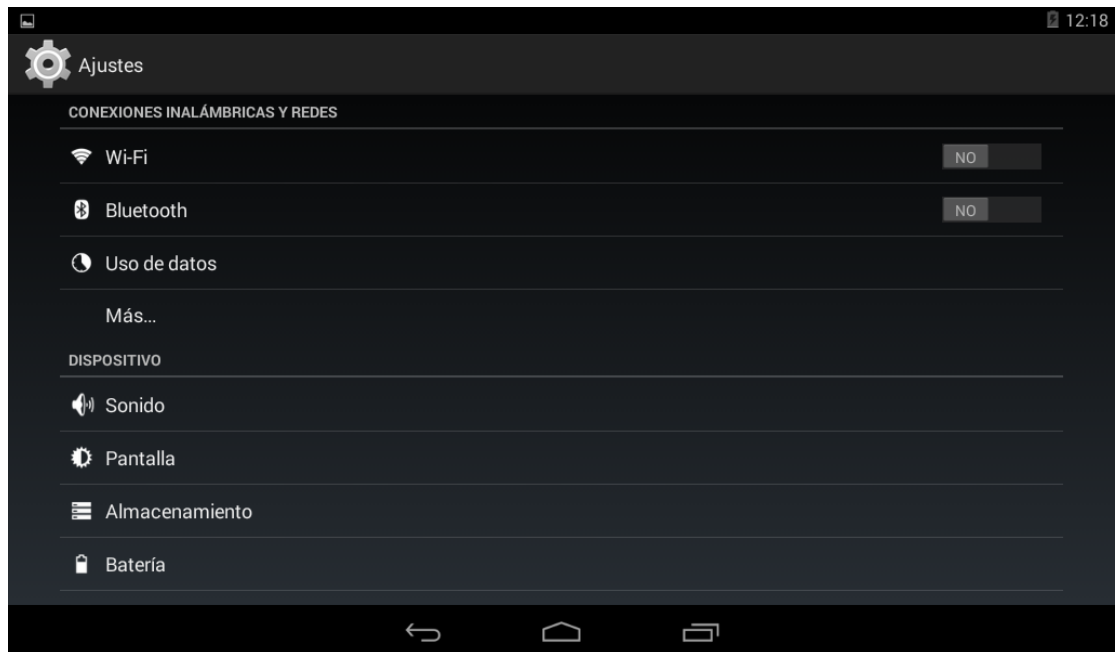 12:18
Ajustes
CONEXIONES INALÁMBRICAS Y REDES
Wi-Fi NO
Bluetooth NO
Uso de datos
Más...
DISPOSITIVO
Sonido
Pantalla
Almacenamiento
Batería